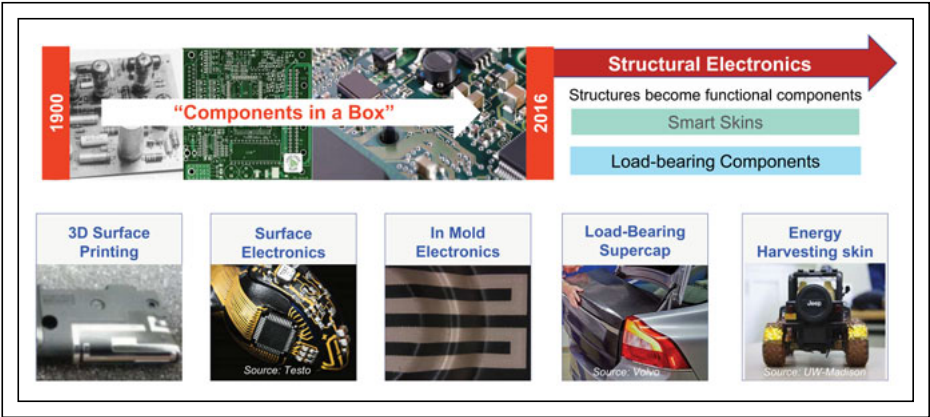 1900
“Components in a Box”
2016
Structural Electronics
Structures become functional components
Smart Skins
Load-bearing Components
3D Surface
Printing
Surface
Electronics
Source: Testo
In Mold
Electronics
Load-Bearing
Supercap
Source: Volvo
Energy
Harvesting skin
Jeep
Source: UW-Madison